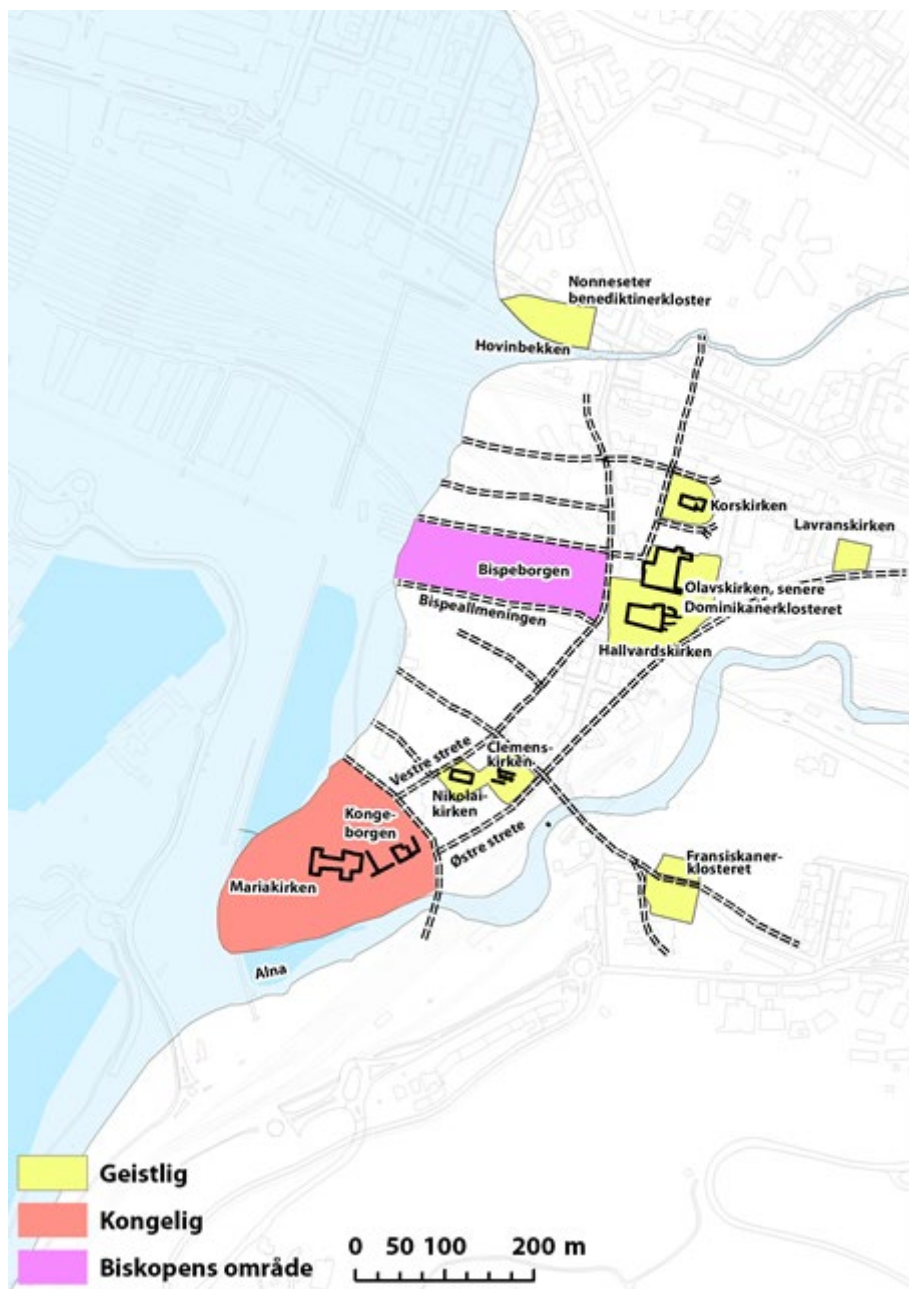 Nonneseter
benediktinerkloster
Hovinbekken
Korskirken
Lavranskirken
Bispeborgen
Olavskirken, senere
Dominikanerklosteret
Bispeallmeningen
Hallvardskirken
Vestre strete
Clemens-
kirken
Nikolai-
kirken
Konge-
borgen
Østre strete
Fransiskaner-
klosteret
Mariakirken
Alna
Geistlig
Kongelig
Biskopens område
0 50 100 200 m